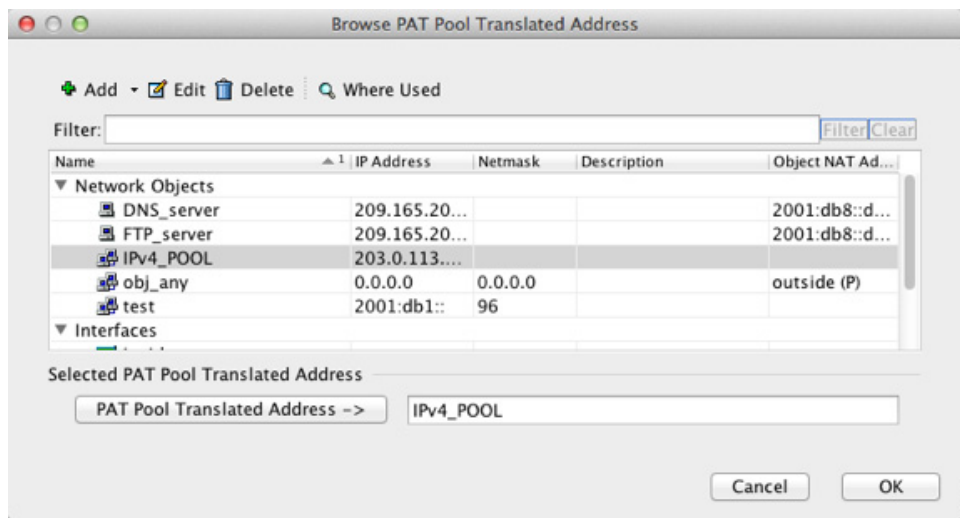 Browse PAT Pool Translated Address
Add Edit Delete Where Used
Filter: Filter Clear
Name 1 IP Address Netmask Description Object NAT Ad...
Network Objects
DNS_server 209.165.20... 2001:db8::d...
FTP_server 209.165.20... 2001:db8::d...
IPv4_POOL 203.0.113....
obj_any 0.0.0.0 0.0.0.0 outside (P)
test 2001:db1:: 96
Interfaces
Selected PAT Pool Translated Address
PAT Pool Translated Address -> IPv4_POOL
Cancel OK